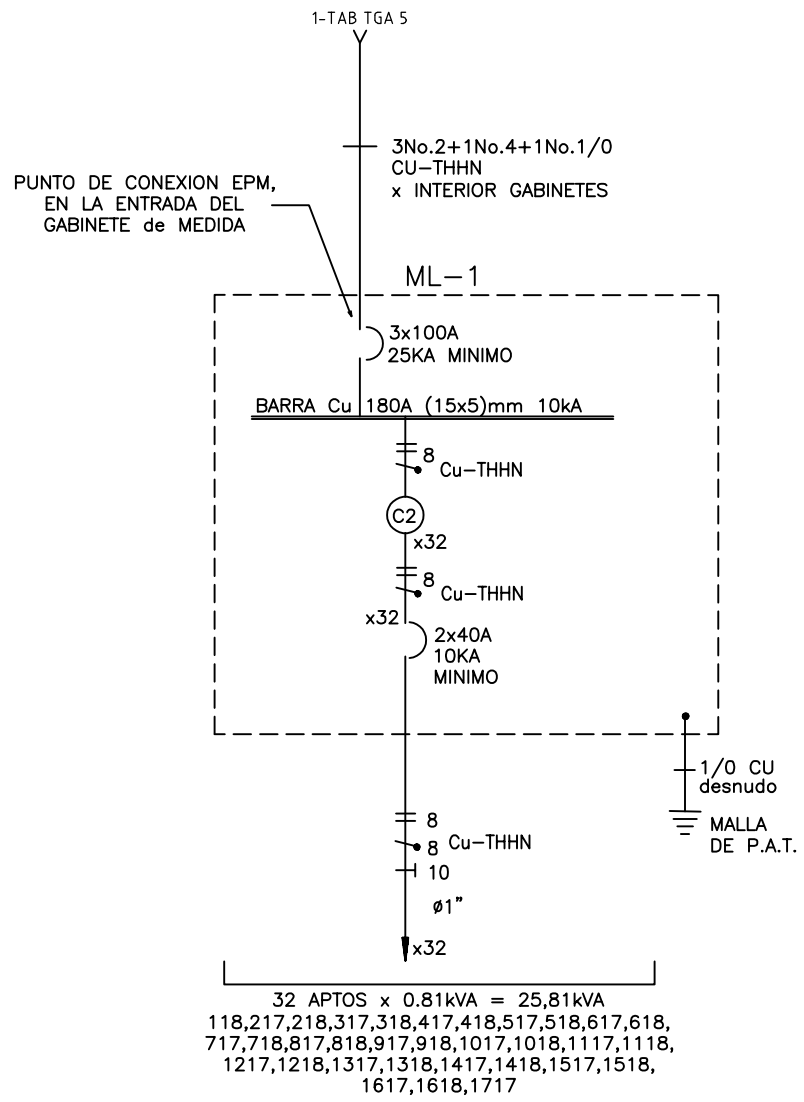 1-TAB TGA 5
3No.2+1No.4+1No.1/0
CU-THHN
x INTERIOR GABINETES
PUNTO DE CONEXION EPM,
EN LA ENTRADA DEL
GABINETE de MEDIDA
ML-1
3x100A
25KA MINIMO
BARRA Cu 180A (15x5)mm 10kA
8
Cu-THHN
C2
x32
8
Cu-THHN
x32
2x40A
10KA
MINIMO
1/0 CU
desnudo
MALLA
DE P.A.T.
8
8 Cu-THHN
10
ø1"
x32
32 APTOS x 0.81kVA = 25,81kVA
118,217,218,317,318,417,418,517,518,617,618,
717,718,817,818,917,918,1017,1018,1117,1118,
1217,1218,1317,1318,1417,1418,1517,1518,
1617,1618,1717